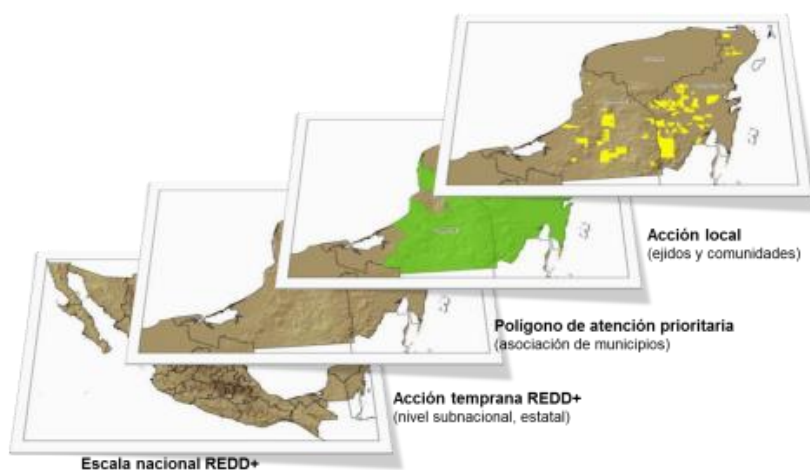 Acción local
(ejidos y comunidades)
Polígono de atención prioritaria
(asociación de municipios)
Acción temprana REDD+
(nivel subnacional, estatal)
Escala nacional REDD+